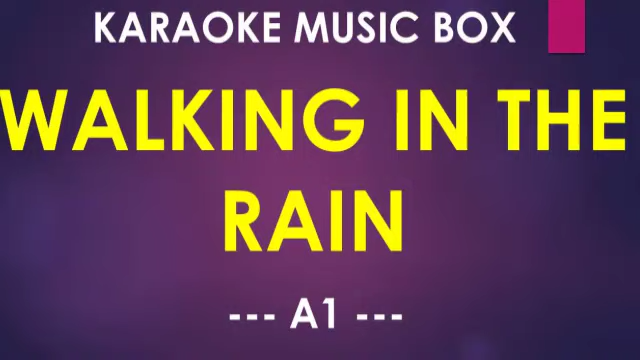 KARAOKE MUSIC BOX
WALKING IN THE
RAIN
--- A1 ---